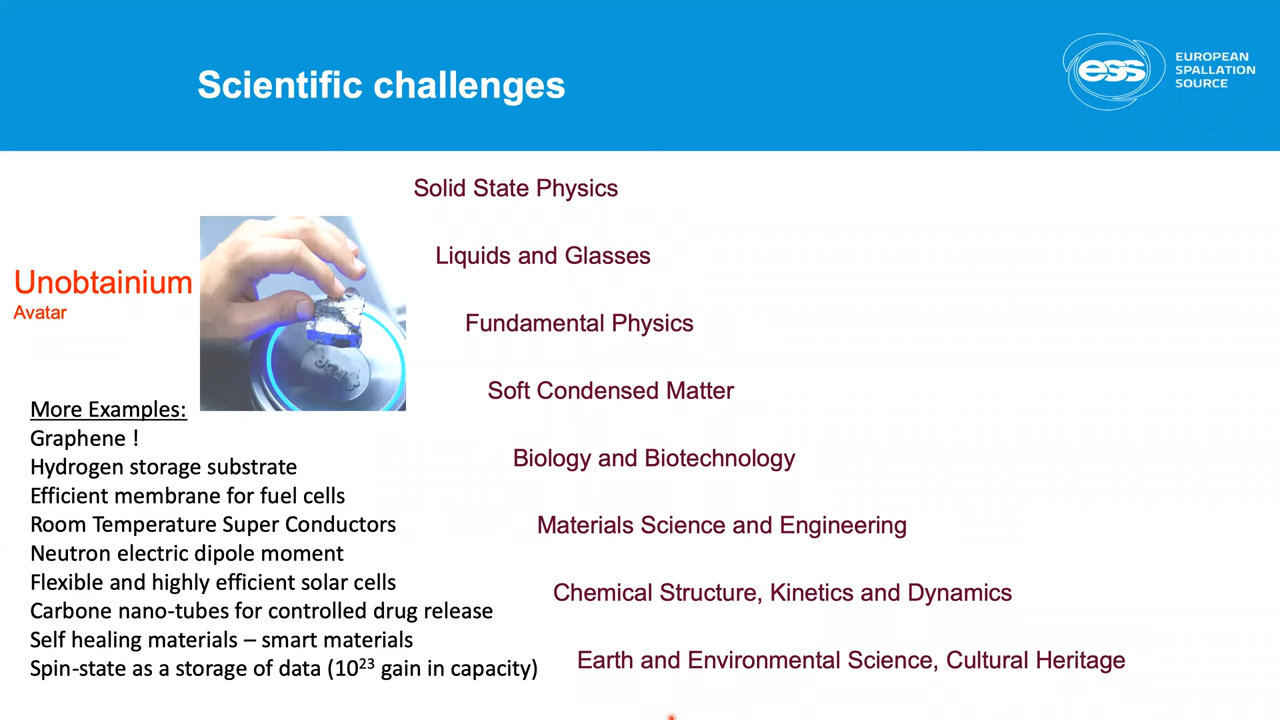 Scientific challenges
ess
EUROPEAN
SPALLATION
SOURCE
Solid State Physics
Liquids and Glasses
Unobtainium
Avatar
Fundamental Physics
Soft Condensed Matter
More Examples:
Graphene !
Hydrogen storage substrate
Efficient membrane for fuel cells
Room Temperature Super Conductors
Neutron electric dipole moment
Flexible and highly efficient solar cells
Carbone nano-tubes for controlled drug release
Self healing materials – smart materials
Spin-state as a storage of data (10²³ gain in capacity)
Biology and Biotechnology
Materials Science and Engineering
Chemical Structure, Kinetics and Dynamics
Earth and Environmental Science, Cultural Heritage